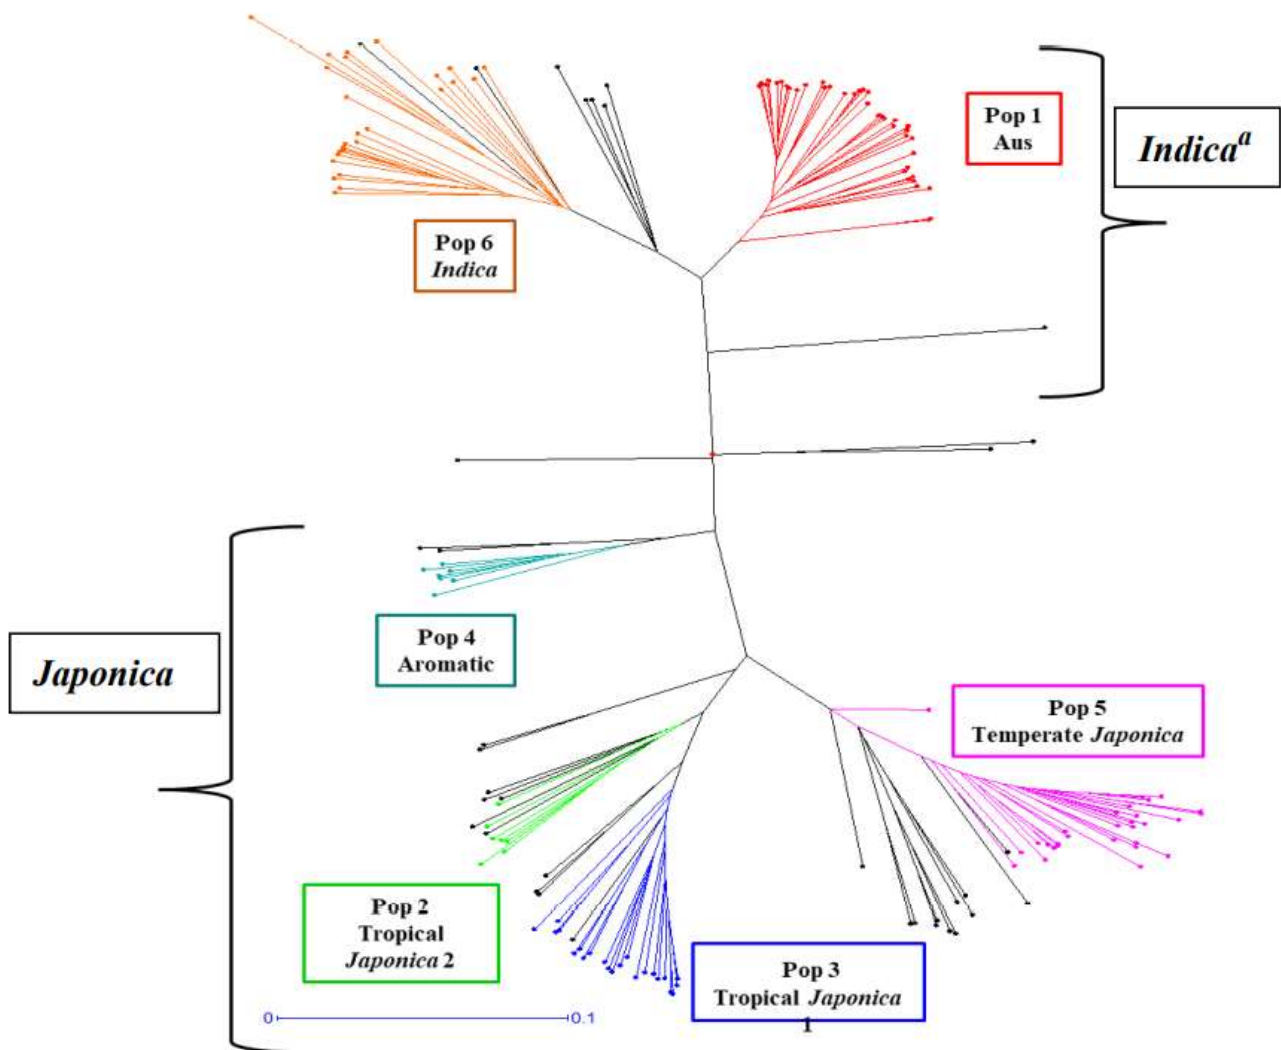 Pop 1
Aus
Indicaᵃ
Pop 6
Indica
Pop 4
Aromatic
Japonica
Pop 5
Temperate Japonica
Pop 2
Tropical
Japonica 2
Pop 3
Tropical Japonica
1
0
0.1